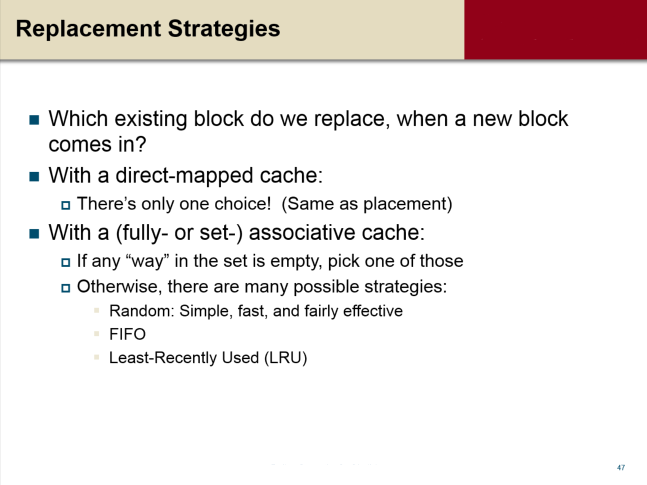 Replacement Strategies
Which existing block do we replace, when a new block
comes in?
With a direct-mapped cache:
There’s only one choice!  (Same as placement)
With a (fully- or set-) associative cache:
If any “way” in the set is empty, pick one of those
Otherwise, there are many possible strategies:
Random: Simple, fast, and fairly effective
FIFO
Least-Recently Used (LRU)
47